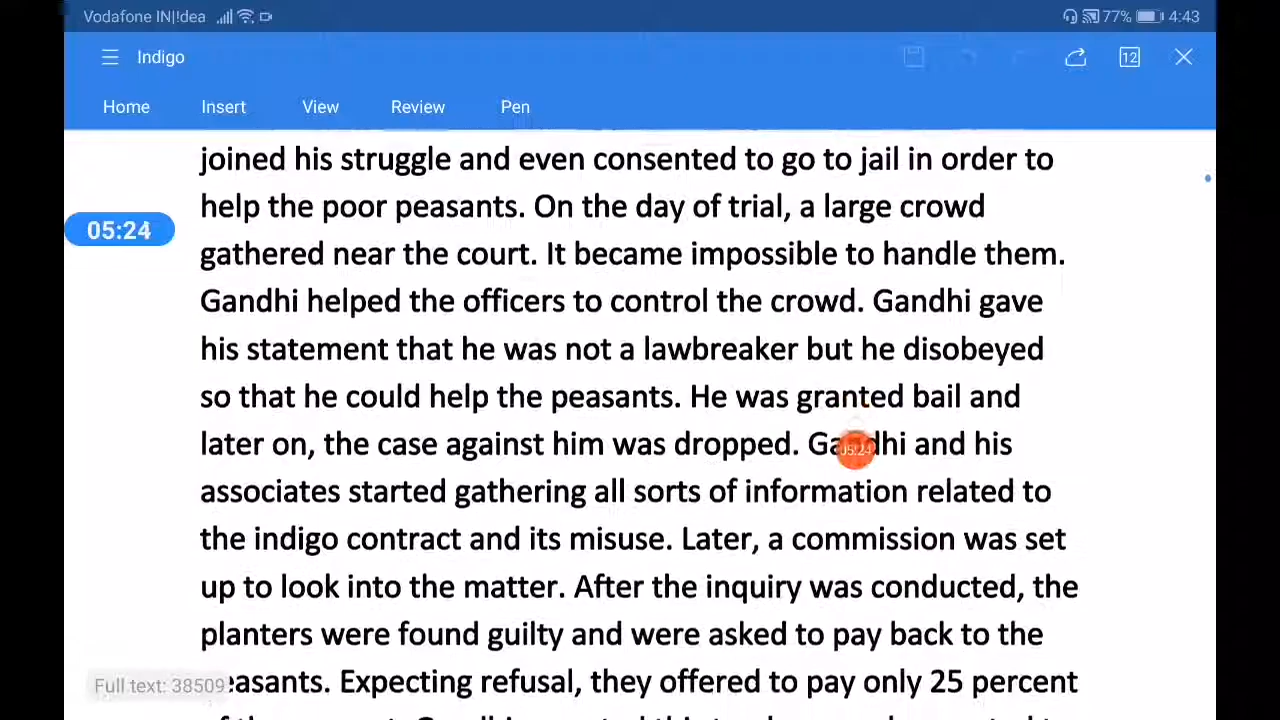 Vodafone IN|!dea 77% 4:43
Indigo 12
Home Insert View Review Pen
joined his struggle and even consented to go to jail in order to
help the poor peasants. On the day of trial, a large crowd
05:24
gathered near the court. It became impossible to handle them.
Gandhi helped the officers to control the crowd. Gandhi gave
his statement that he was not a lawbreaker but he disobeyed
so that he could help the peasants. He was granted bail and
later on, the case against him was dropped. Gandhi and his
05:24
associates started gathering all sorts of information related to
the indigo contract and its misuse. Later, a commission was set
up to look into the matter. After the inquiry was conducted, the
planters were found guilty and were asked to pay back to the
Full text: 38509
easants. Expecting refusal, they offered to pay only 25 percent